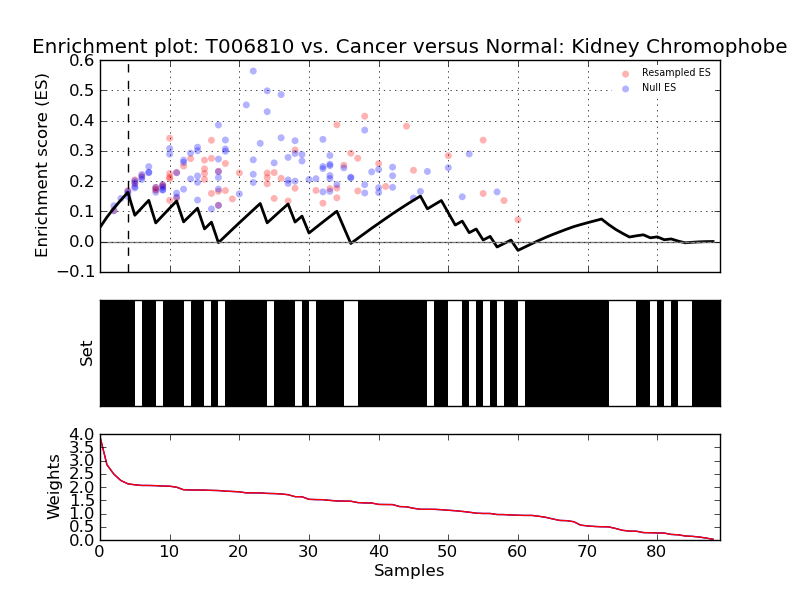 Enrichment plot: T006810 vs. Cancer versus Normal: Kidney Chromophobe
Enrichment score (ES)
0.6
0.5
0.4
0.3
0.2
0.1
0.0
−0.1
Resampled ES
Null ES
Set
Weights
4.0
3.5
3.0
2.5
2.0
1.5
1.0
0.5
0.0
0 10 20 30 40 50 60 70 80
Samples